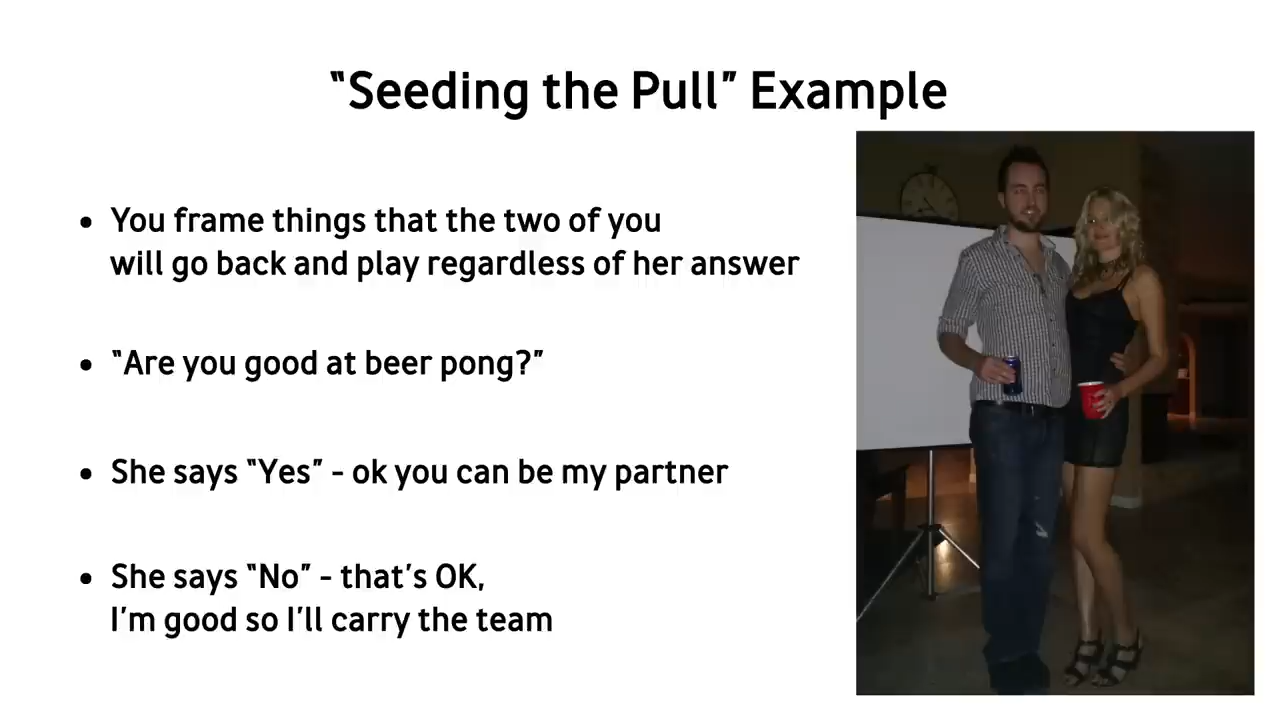 “Seeding the Pull” Example
• You frame things that the two of you
will go back and play regardless of her answer
• “Are you good at beer pong?”
• She says “Yes” - ok you can be my partner
• She says “No” - that’s OK,
I’m good so I’ll carry the team